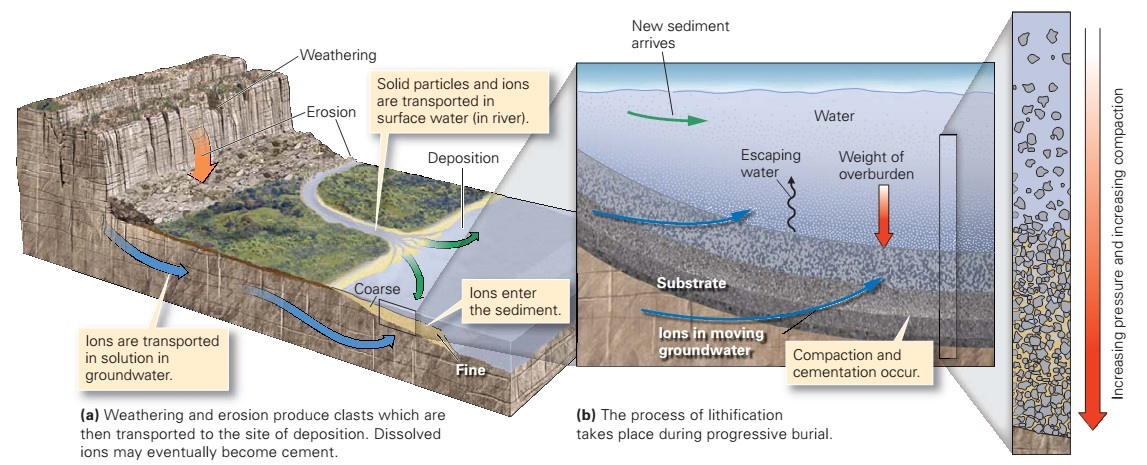 Weathering
Erosion
Solid particles and ions
are transported in
surface water (in river).
Deposition
Coarse
Ions enter
the sediment.
Fine
Ions are transported
in solution in
groundwater.
(a) Weathering and erosion produce clasts which are
then transported to the site of deposition. Dissolved
ions may eventually become cement.
New sediment
arrives
Water
Escaping
water
Weight of
overburden
Substrate
Ions in moving
groundwater
Compaction and
cementation occur.
(b) The process of lithification
takes place during progressive burial.
Increasing pressure and increasing compaction